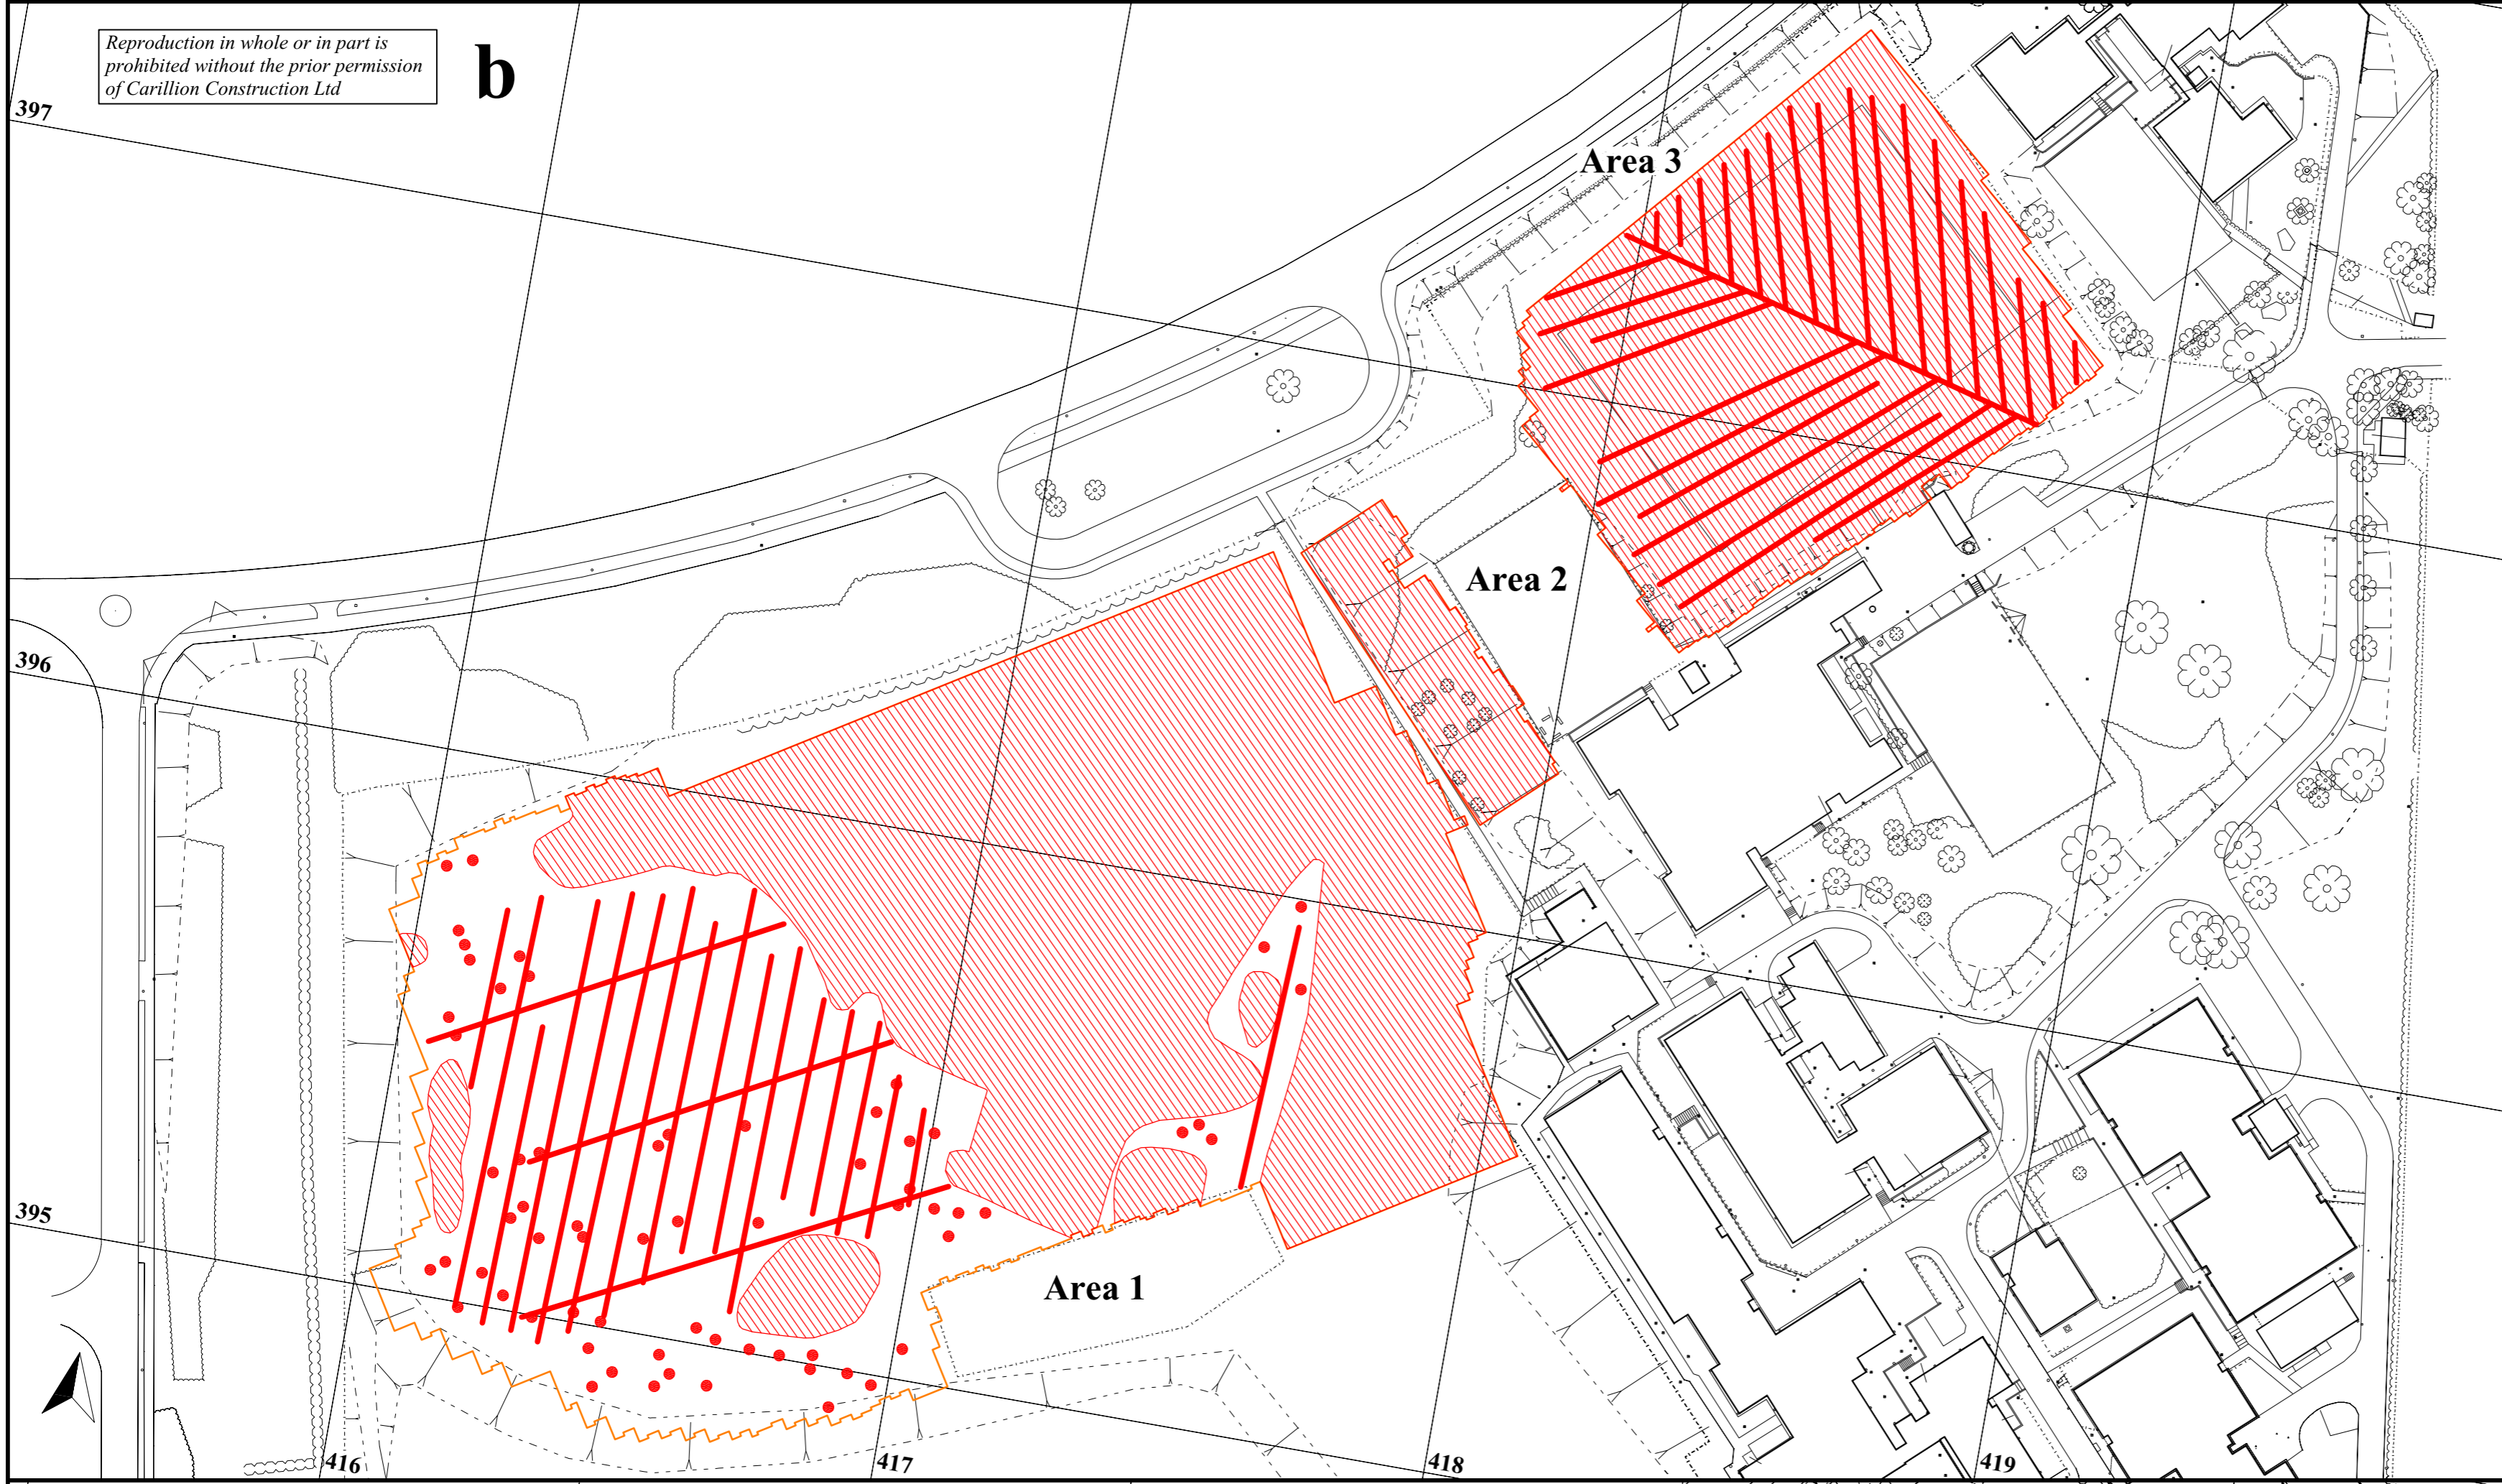 Reproduction in whole or in part is
prohibited without the prior permission
of Carillion Construction Ltd
b
397
Area 3
Area 2
396
395
Area 1
416
417
418
419